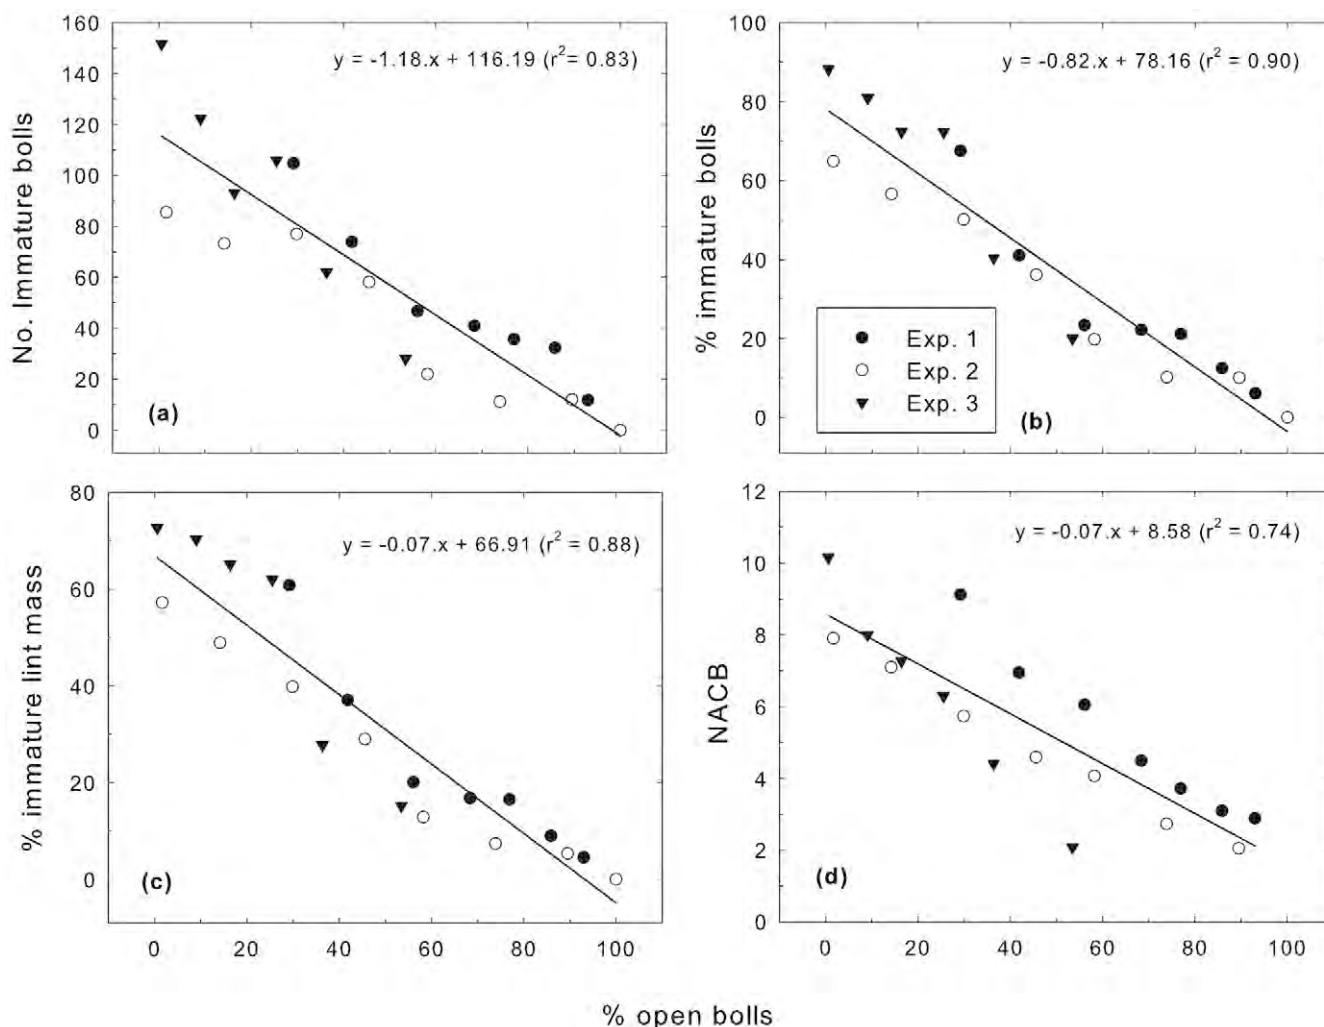 y = -1.18.x + 116.19 (r² = 0.83)
160
140
120
100
80
60
40
20
0
No. Immature bolls
(a)
y = -0.82.x + 78.16 (r² = 0.90)
100
80
60
40
20
0
% immature bolls
Exp. 1
Exp. 2
Exp. 3
(b)
y = -0.07.x + 66.91 (r² = 0.88)
80
60
40
20
0
% immature lint mass
(c)
0 20 40 60 80 100
y = -0.07.x + 8.58 (r² = 0.74)
12
10
8
6
4
2
0
NACB
(d)
0 20 40 60 80 100
% open bolls